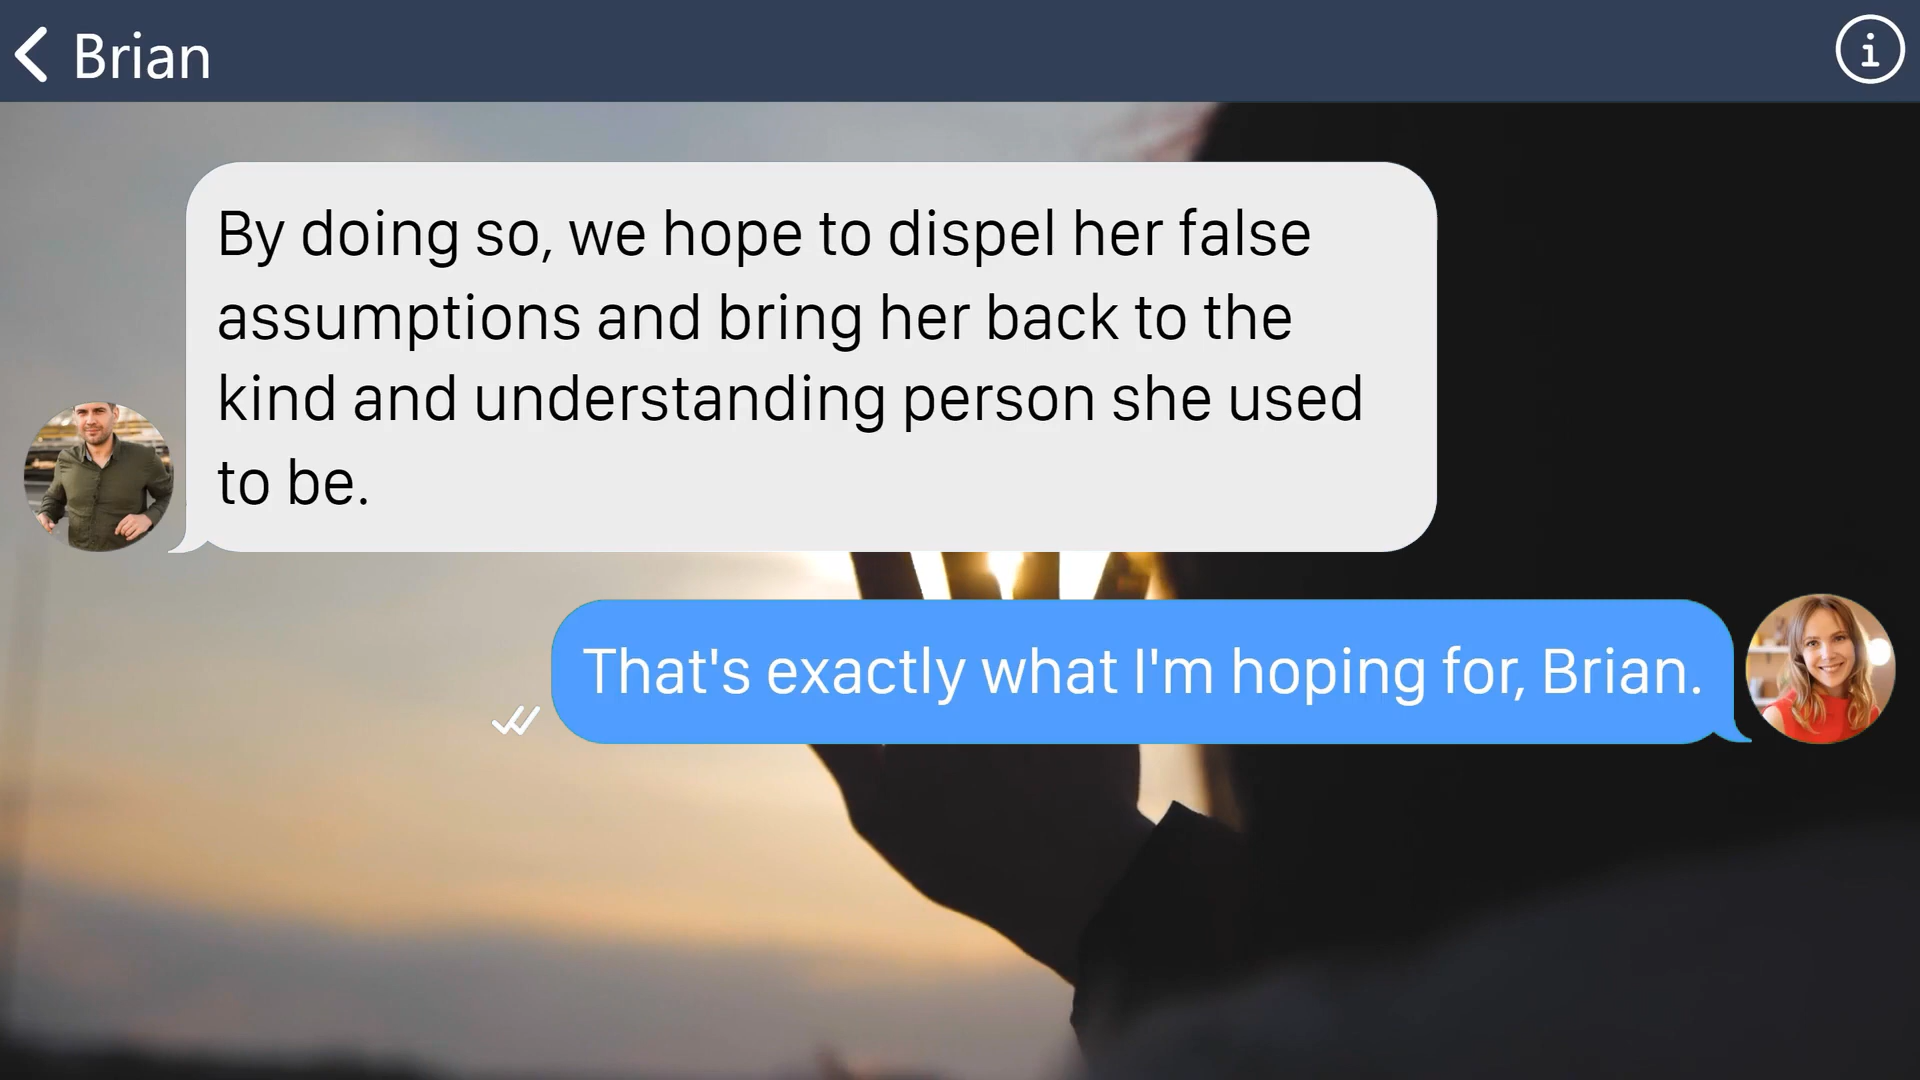 Brian
By doing so, we hope to dispel her false
assumptions and bring her back to the
kind and understanding person she used
to be.
That's exactly what I'm hoping for, Brian.